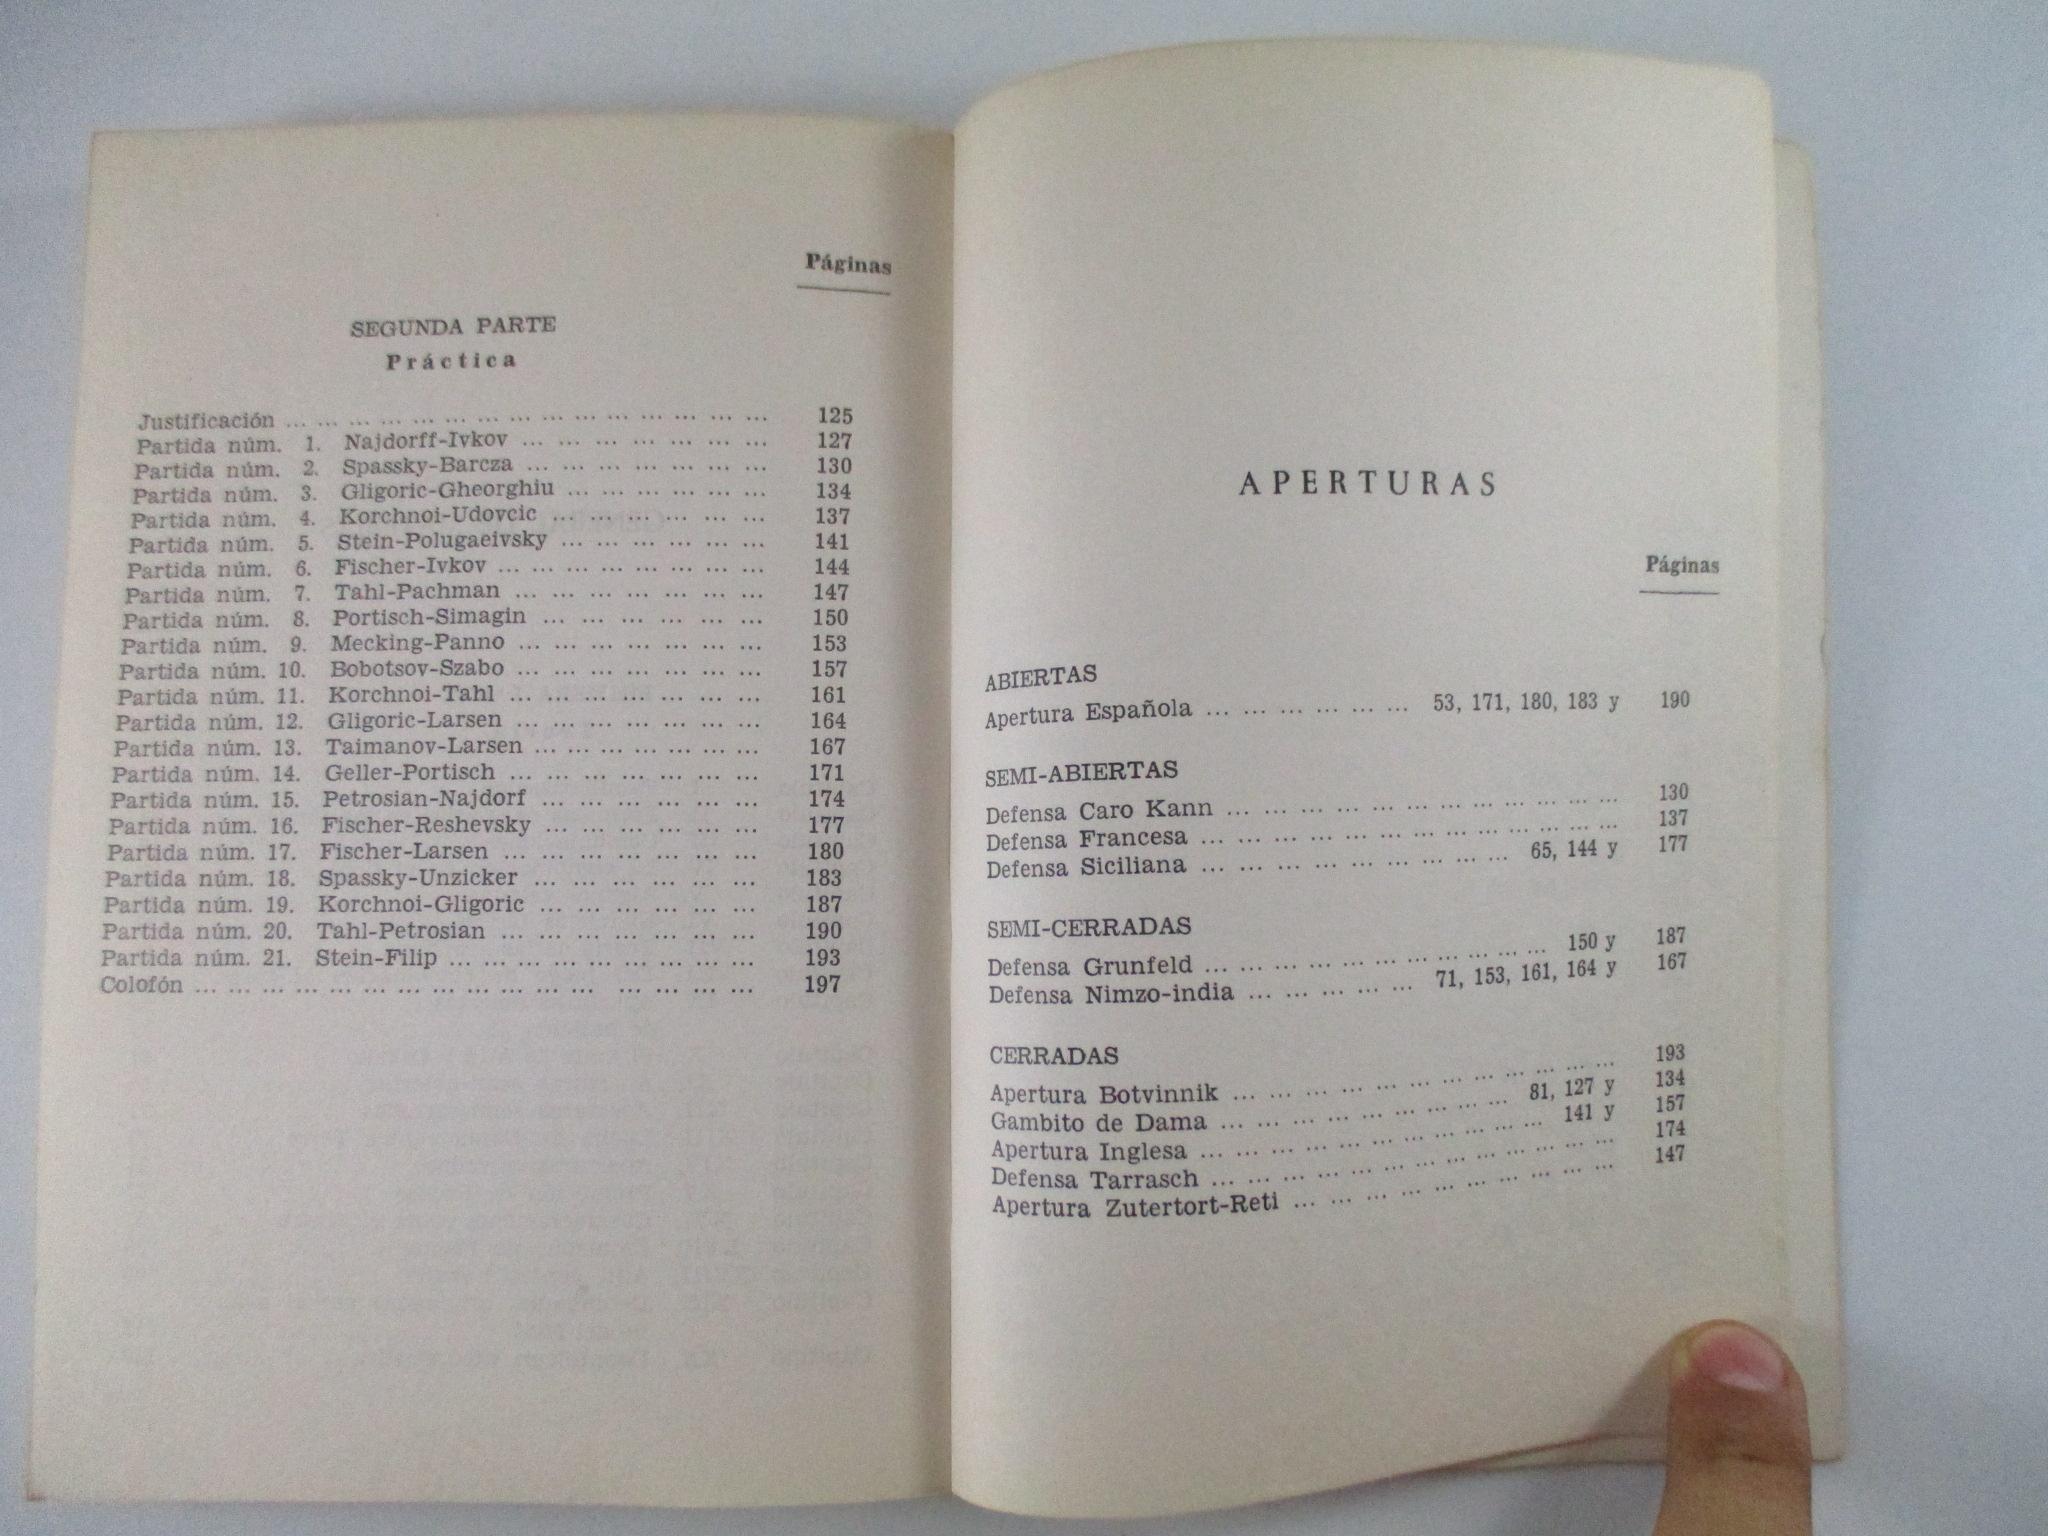 Páginas
SEGUNDA PARTE
Práctica
Justificación ... ... ... ... ... ... ... ... ... ... ... ... ... ... ... 125
Partida núm. 1. Najdorff-Ivkov ... ... ... ... ... ... ... 127
Partida núm. 2. Spassky-Barcza ... ... ... ... ... ... ... 130
Partida núm. 3. Gligoric-Gheorghiu ... ... ... ... ... ... 134
Partida núm. 4. Korchnoi-Udovcic ... ... ... ... ... ... 137
Partida núm. 5. Stein-Polugaeivsky ... ... ... ... ... ... 141
Partida núm. 6. Fischer-Ivkov ... ... ... ... ... ... ... ... 144
Partida núm. 7. Tahl-Pachman ... ... ... ... ... ... ... 147
Partida núm. 8. Portisch-Simagin ... ... ... ... ... ... 150
Partida núm. 9. Mecking-Panno ... ... ... ... ... ... ... 153
Partida núm. 10. Bobotsov-Szabo ... ... ... ... ... ... ... 157
Partida núm. 11. Korchnoi-Tahl ... ... ... ... ... ... ... 161
Partida núm. 12. Gligoric-Larsen ... ... ... ... ... ... ... 164
Partida núm. 13. Taimanov-Larsen ... ... ... ... ... ... 167
Partida núm. 14. Geller-Portisch ... ... ... ... ... ... ... 171
Partida núm. 15. Petrosian-Najdorf ... ... ... ... ... ... 174
Partida núm. 16. Fischer-Reshevsky ... ... ... ... ... ... 177
Partida núm. 17. Fischer-Larsen ... ... ... ... ... ... ... 180
Partida núm. 18. Spassky-Unzicker ... ... ... ... ... ... 183
Partida núm. 19. Korchnoi-Gligoric ... ... ... ... ... ... 187
Partida núm. 20. Tahl-Petrosian ... ... ... ... ... ... ... 190
Partida núm. 21. Stein-Filip ... ... ... ... ... ... ... ... 193
Colofón ... ... ... ... ... ... ... ... ... ... ... ... ... ... ... ... 197
APERTURAS
Páginas
ABIERTAS
Apertura Española ... ... ... ... ... ... 53, 171, 180, 183 y 190
SEMI-ABIERTAS
Defensa Caro Kann ... ... ... ... ... ... ... ... ... ... ... ... 130
Defensa Francesa ... ... ... ... ... ... ... ... ... ... ... ... ... 137
Defensa Siciliana ... ... ... ... ... ... ... ... ... 65, 144 y 177
SEMI-CERRADAS
Defensa Grunfeld ... ... ... ... ... ... ... ... ... ... 150 y 187
Defensa Nimzo-india ... ... ... ... ... 71, 153, 161, 164 y 167
CERRADAS
Apertura Botvinnik ... ... ... ... ... ... ... ... ... ... ... ... 193
Gambito de Dama ... ... ... ... ... ... ... ... ... 81, 127 y 134
Apertura Inglesa ... ... ... ... ... ... ... ... ... ... 141 y 157
Defensa Tarrasch ... ... ... ... ... ... ... ... ... ... ... ... 174
Apertura Zutertort-Reti ... ... ... ... ... ... ... ... ... ... 147